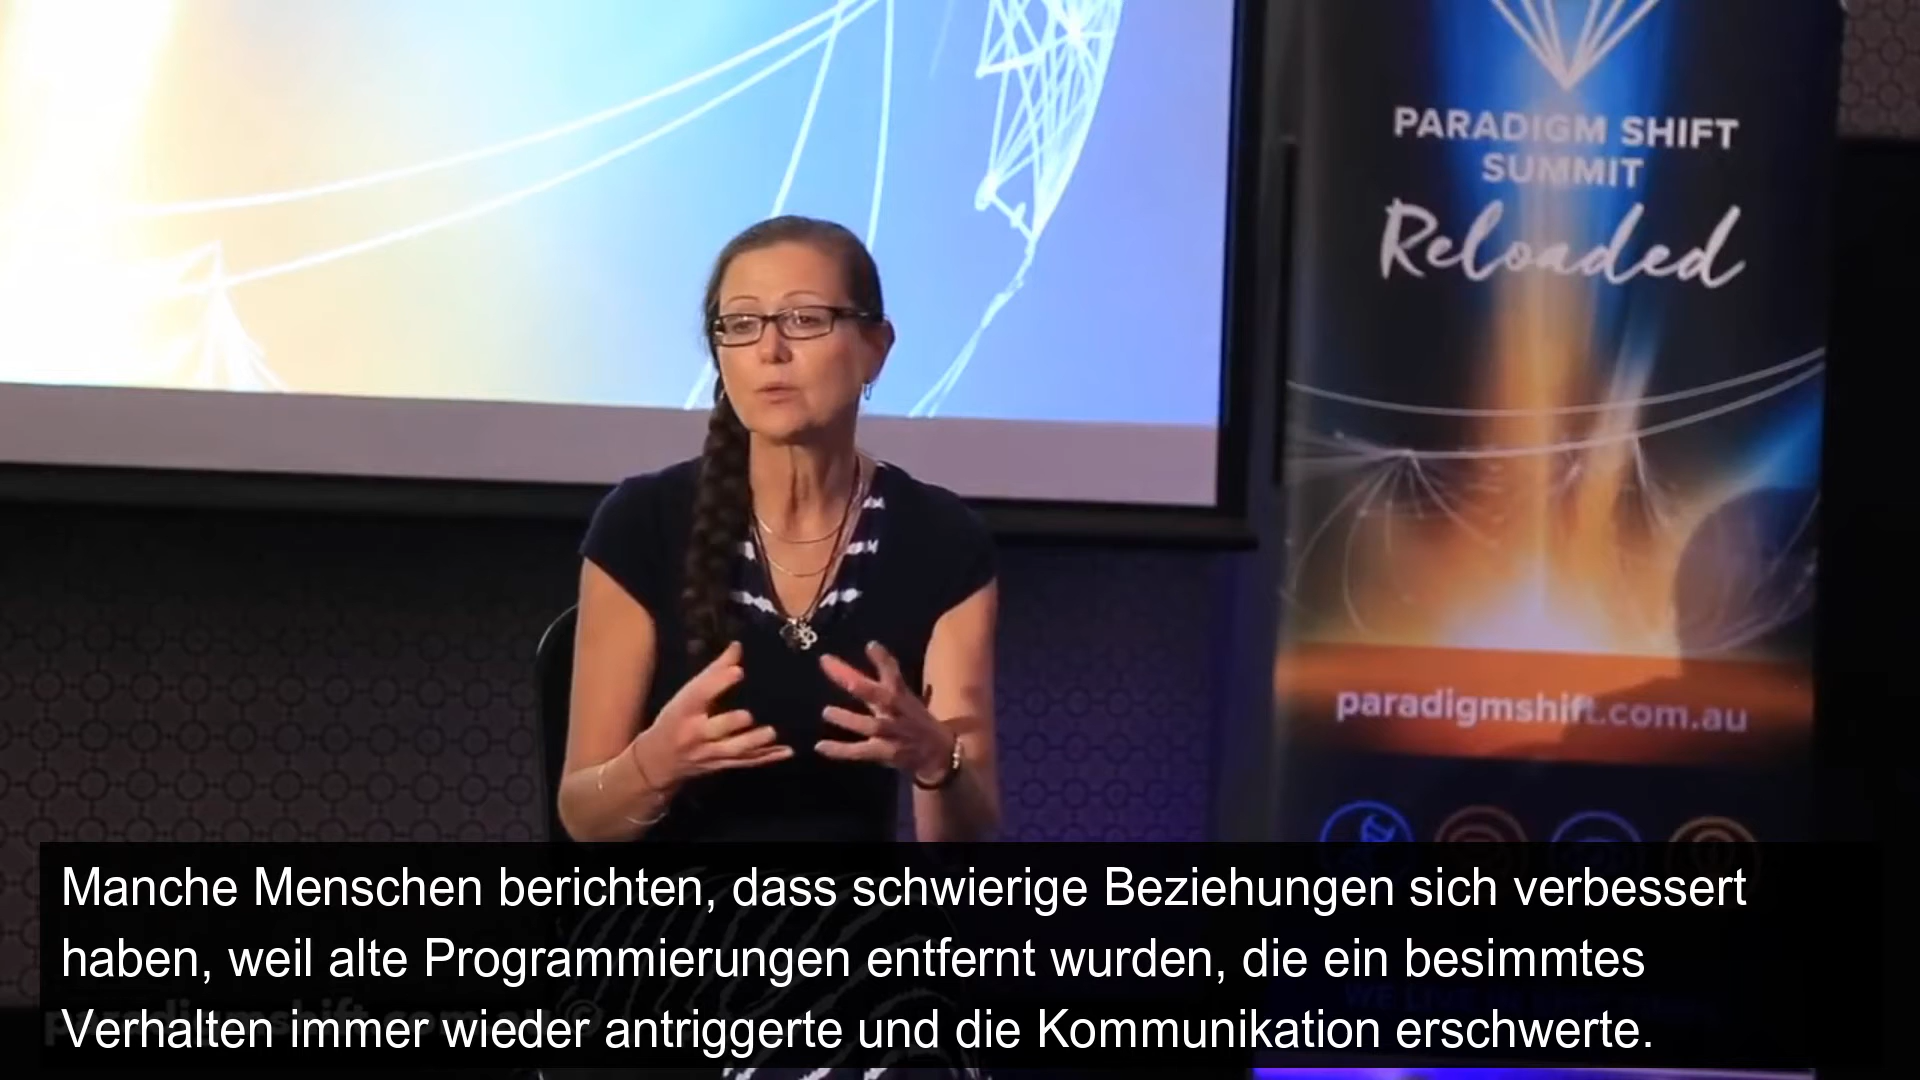 PARADIGM SHIFT
SUMMIT
Reloaded
paradigmshift.com.au
Manche Menschen berichten, dass schwierige Beziehungen sich verbessert
haben, weil alte Programmierungen entfernt wurden, die ein besimmtes
Verhalten immer wieder antriggerte und die Kommunikation erschwerte.